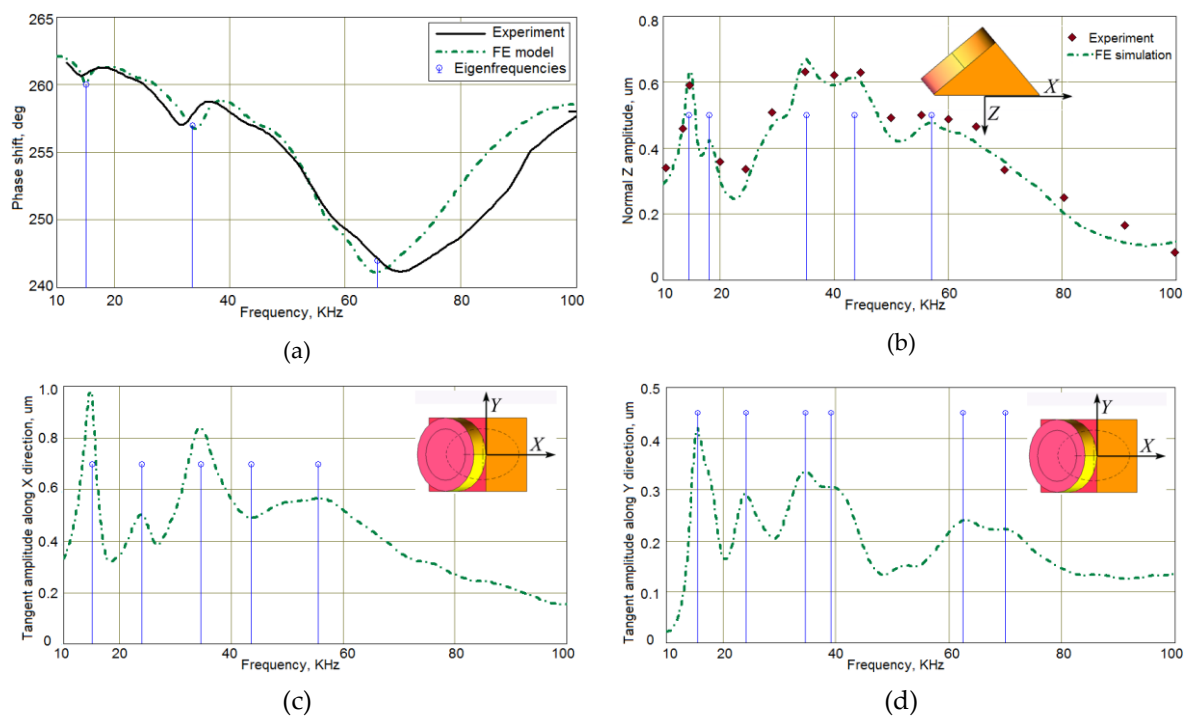 265
260
255
250
245
240
10
20
40
60
80
100
Phase shift, deg
Frequency, KHz
Experiment
FE model
Eigenfrequencies
(a)
0.8
0.6
0.4
0.2
0
10
20
40
60
80
100
Normal Z amplitude, um
Frequency, KHz
Experiment
FE simulation
X
Z
(b)
1.0
0.8
0.6
0.4
0.2
0
10
20
40
60
80
100
Tangent amplitude along X direction, um
Frequency, KHz
Y
X
(c)
0.5
0.4
0.3
0.2
0.1
0
10
20
40
60
80
100
Tangent amplitude along Y direction, um
Frequency, KHz
Y
X
(d)